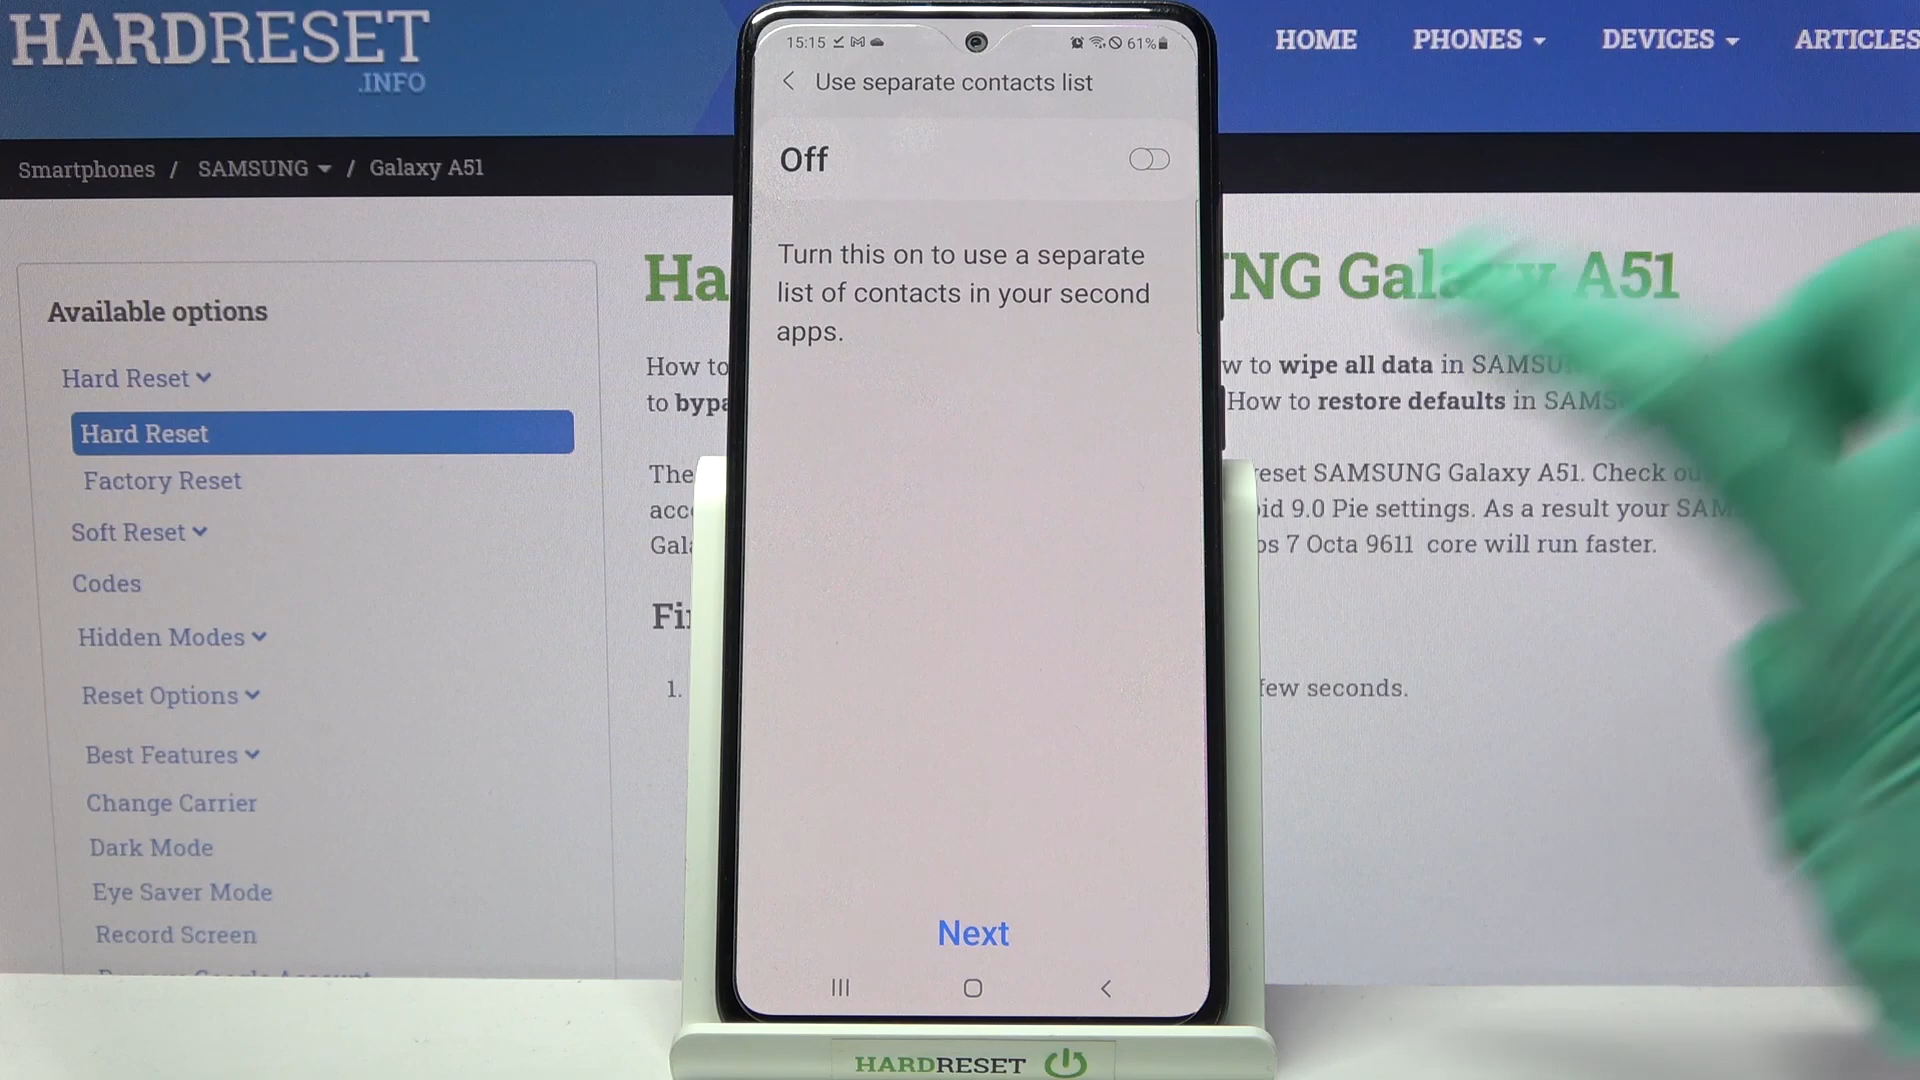 HARDRESET
.INFO
HOME PHONES DEVICES ARTICLES
Smartphones / SAMSUNG / Galaxy A51
Available options
Hard Reset
Hard Reset
Factory Reset
Soft Reset
Codes
Hidden Modes
Reset Options
Best Features
Change Carrier
Dark Mode
Eye Saver Mode
Record Screen
15:15 61%
Use separate contacts list
Off
Turn this on to use a separate
list of contacts in your second
apps.
Next
Ha NG Galaxy A51
How to w to wipe all data in SAMSU
to bypa How to restore defaults in SAMS
The eset SAMSUNG Galaxy A51. Check ou
acc id 9.0 Pie settings. As a result your SAM
Gala os 7 Octa 9611 core will run faster.
Fi
1. few seconds.
HARDRESET